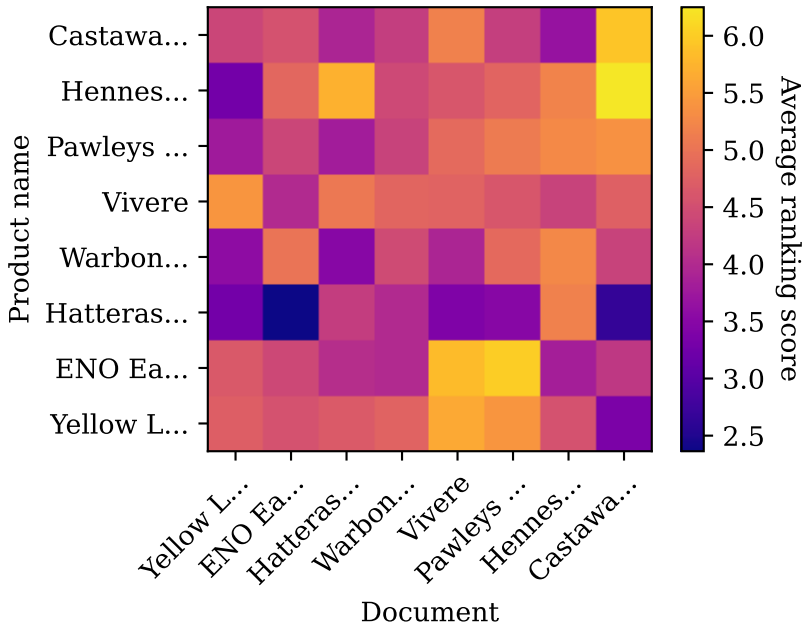 Castawa...
Hennes...
Pawleys ...
Vivere
Warbon...
Hatteras...
ENO Ea...
Yellow L...
Product name
Yellow L...
ENO Ea...
Hatteras...
Warbon...
Vivere
Pawleys ...
Hennes...
Castawa...
Document
6.0
5.5
5.0
4.5
4.0
3.5
3.0
2.5
Average ranking score